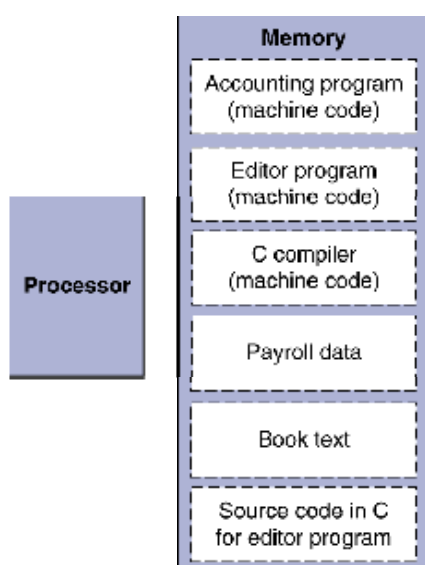 Memory
Accounting program
(machine code)
Editor program
(machine code)
C compiler
(machine code)
Processor
Payroll data
Book text
Source code in C
for editor program